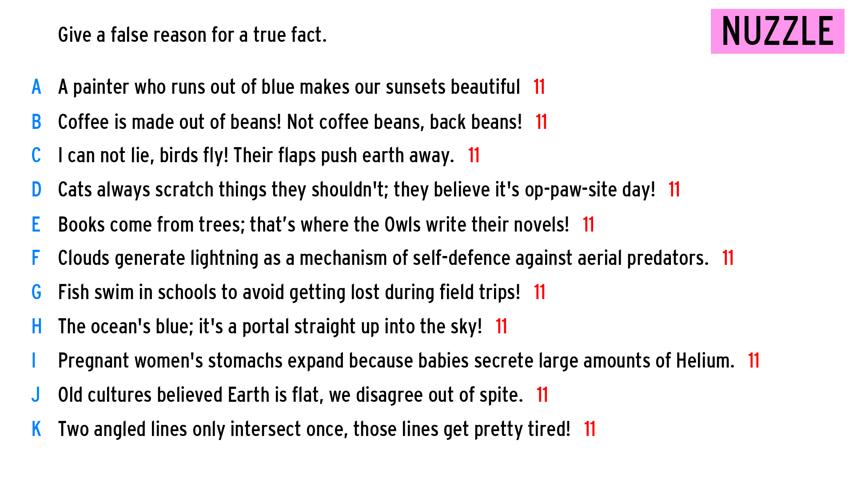 Give a false reason for a true fact.
NUZZLE
A A painter who runs out of blue makes our sunsets beautiful 11
B Coffee is made out of beans! Not coffee beans, back beans! 11
C I can not lie, birds fly! Their flaps push earth away. 11
D Cats always scratch things they shouldn't; they believe it's op-paw-site day! 11
E Books come from trees; that’s where the Owls write their novels! 11
F Clouds generate lightning as a mechanism of self-defence against aerial predators. 11
G Fish swim in schools to avoid getting lost during field trips! 11
H The ocean's blue; it's a portal straight up into the sky! 11
I Pregnant women's stomachs expand because babies secrete large amounts of Helium. 11
J Old cultures believed Earth is flat, we disagree out of spite. 11
K Two angled lines only intersect once, those lines get pretty tired! 11